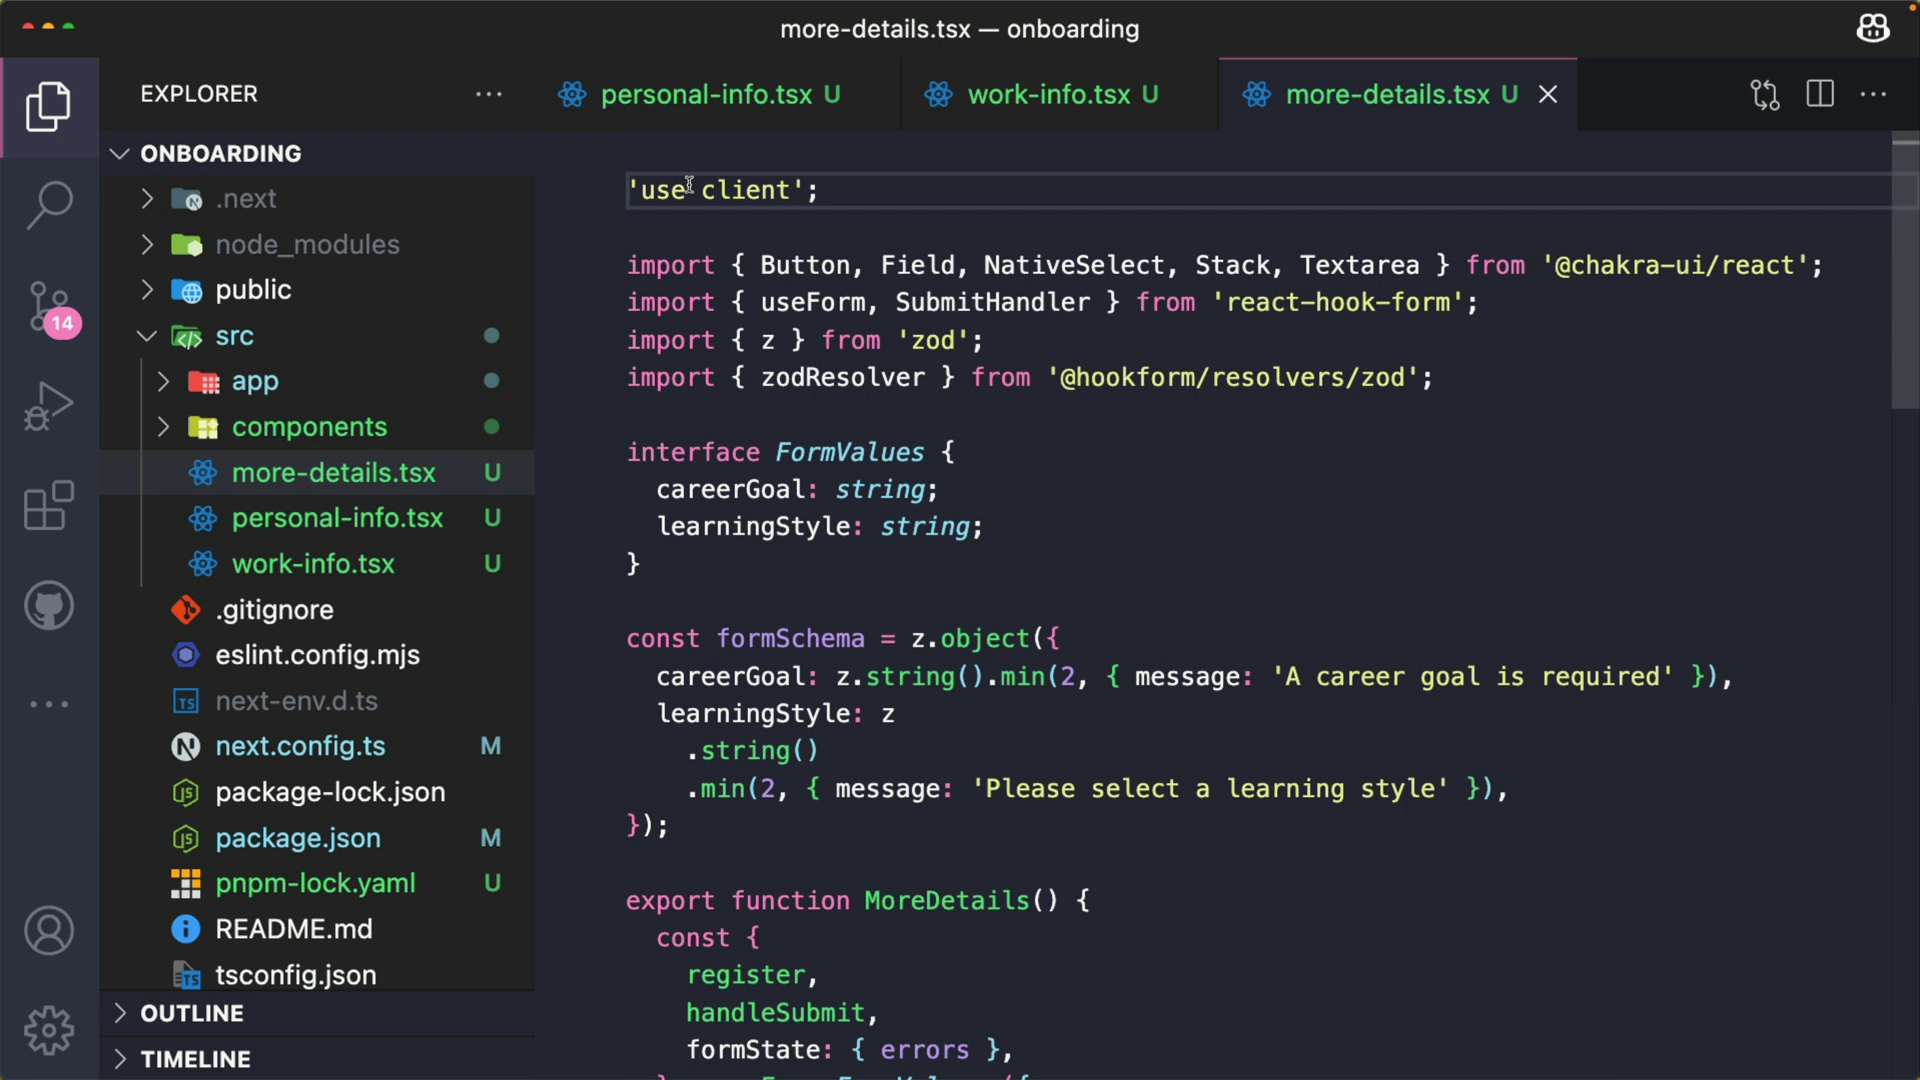 more-details.tsx — onboarding
EXPLORER
personal-info.tsx U
work-info.tsx U
more-details.tsx U
ONBOARDING
.next
node_modules
public
src
app
components
more-details.tsx U
personal-info.tsx U
work-info.tsx U
.gitignore
eslint.config.mjs
next-env.d.ts
next.config.ts M
package-lock.json
package.json M
pnpm-lock.yaml U
README.md
tsconfig.json
OUTLINE
TIMELINE
14
'use client';
import { Button, Field, NativeSelect, Stack, Textarea } from '@chakra-ui/react';
import { useForm, SubmitHandler } from 'react-hook-form';
import { z } from 'zod';
import { zodResolver } from '@hookform/resolvers/zod';
interface FormValues {
careerGoal: string;
learningStyle: string;
}
const formSchema = z.object({
careerGoal: z.string().min(2, { message: 'A career goal is required' }),
learningStyle: z
.string()
.min(2, { message: 'Please select a learning style' }),
});
export function MoreDetails() {
const {
register,
handleSubmit,
formState: { errors },